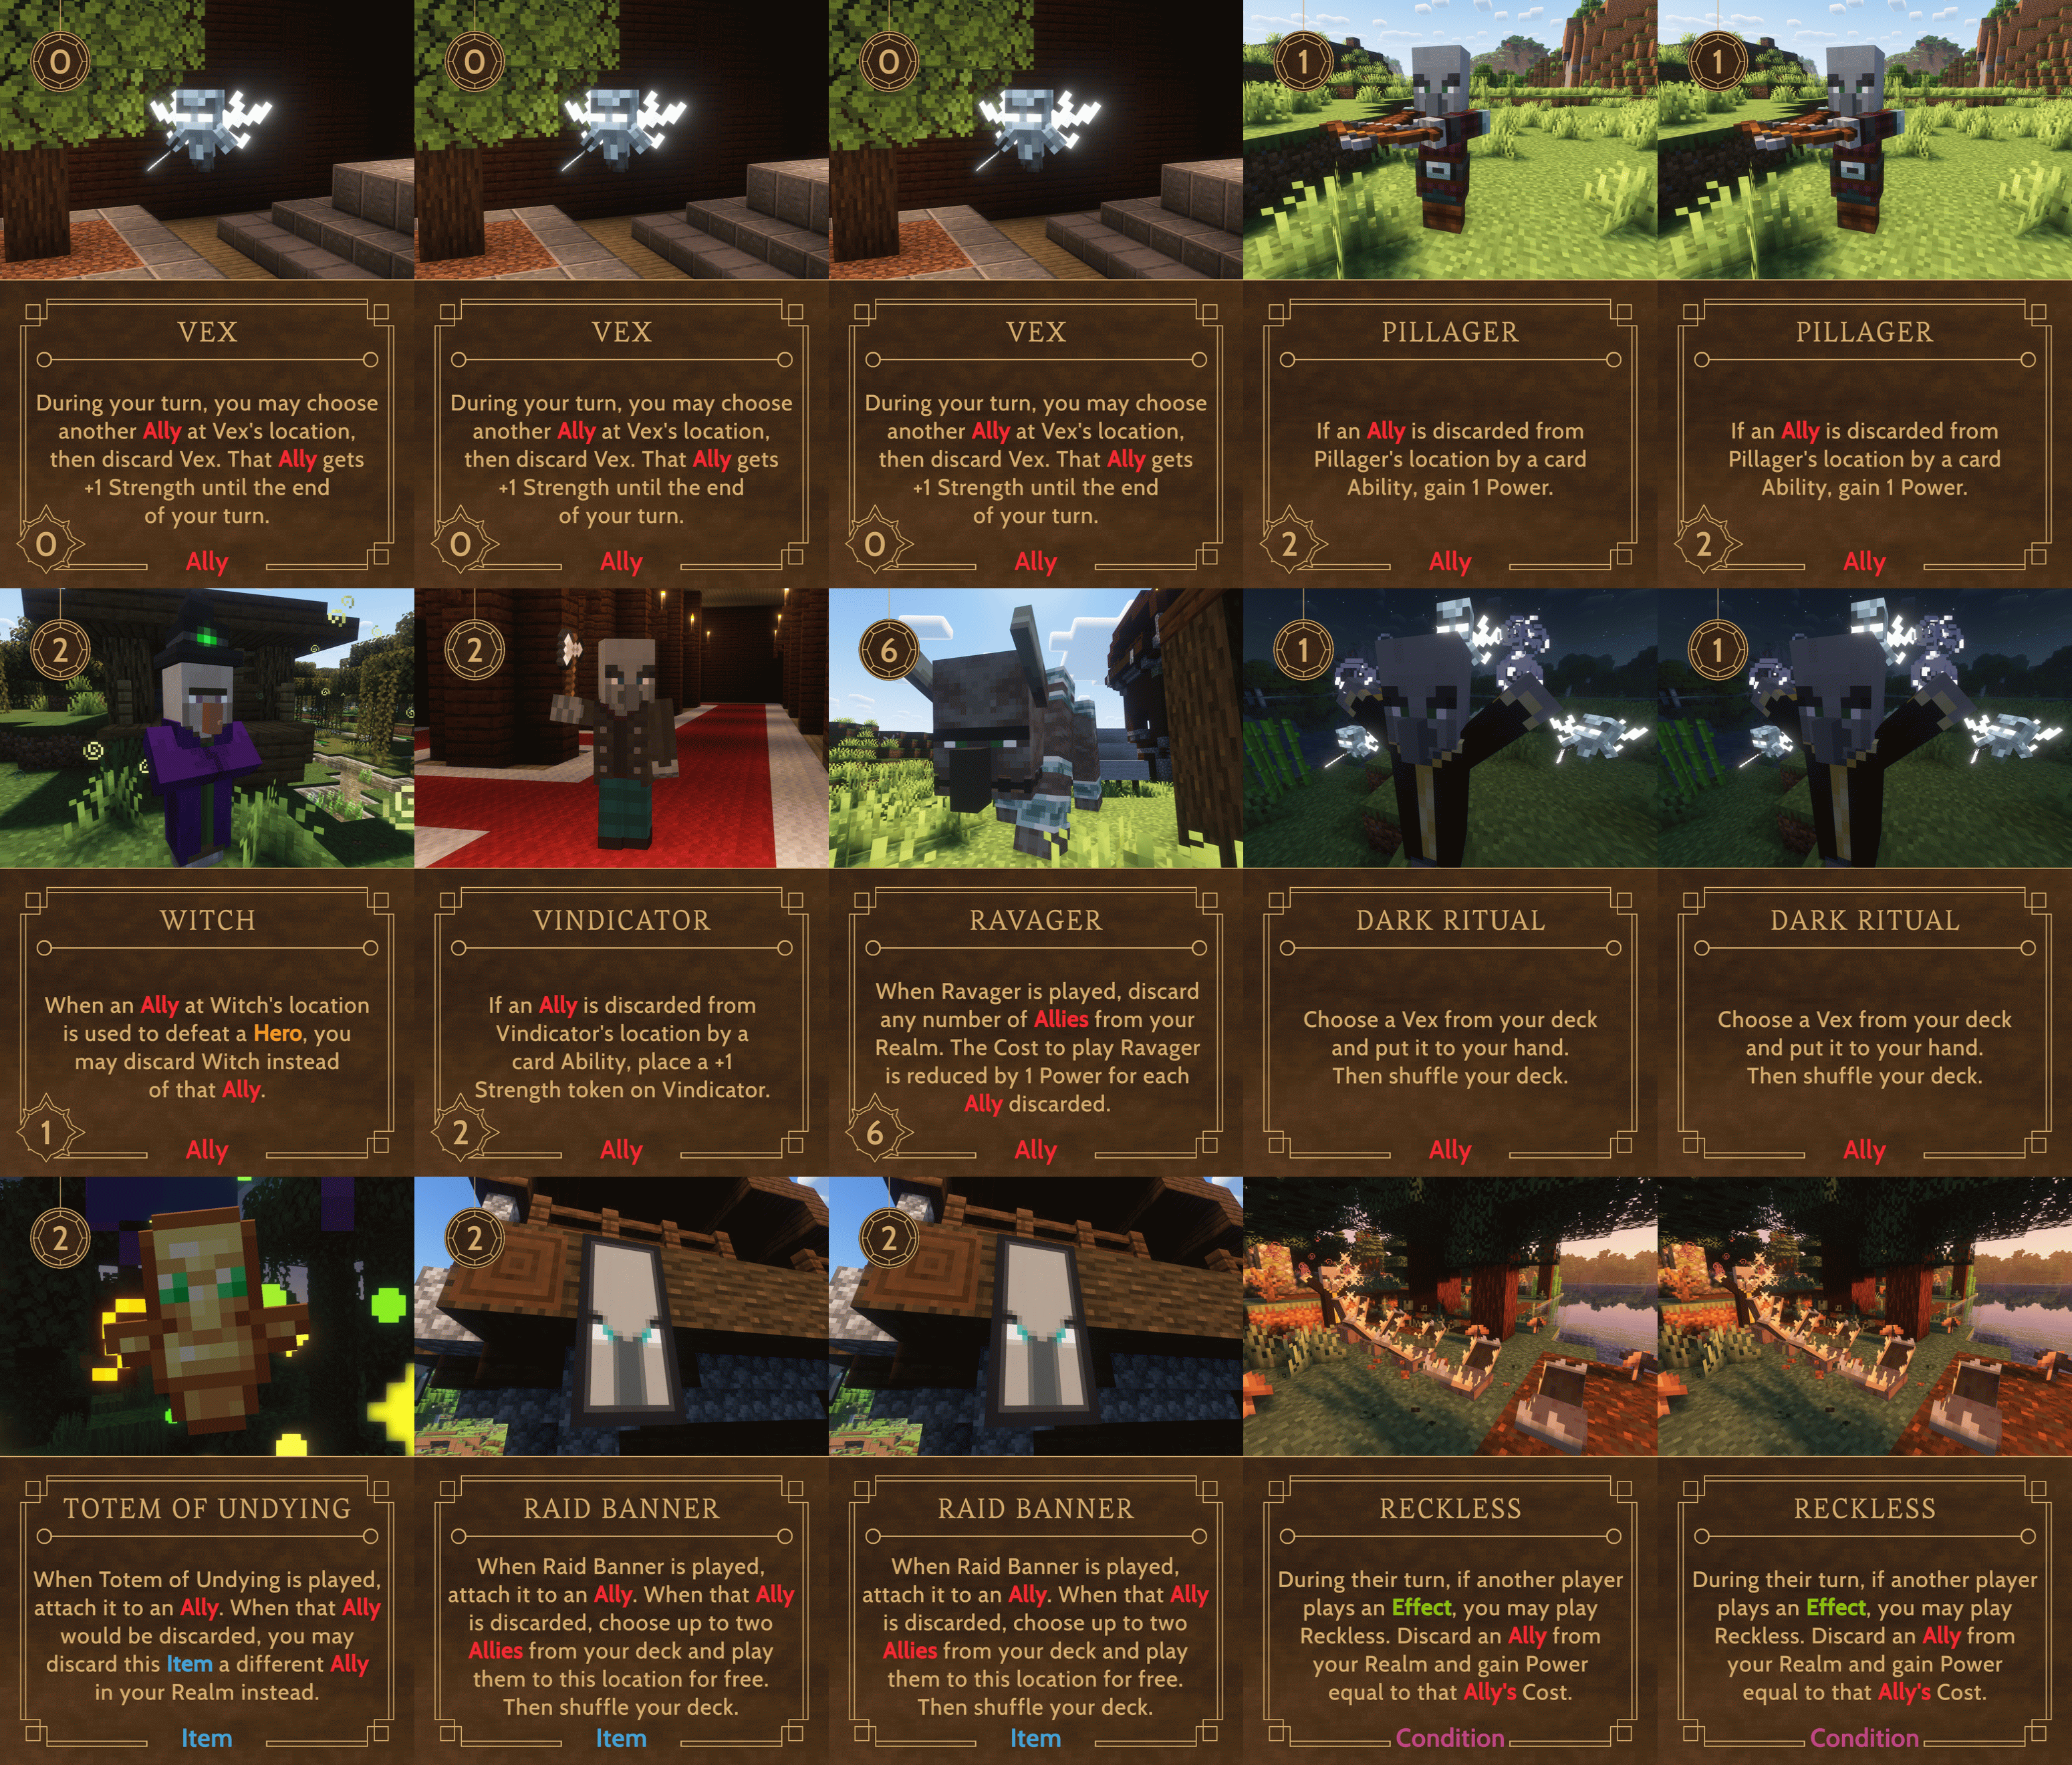 0
VEX
During your turn, you may choose
another Ally at Vex's location,
then discard Vex. That Ally gets
+1 Strength until the end
of your turn.
0
Ally
0
VEX
During your turn, you may choose
another Ally at Vex's location,
then discard Vex. That Ally gets
+1 Strength until the end
of your turn.
0
Ally
0
VEX
During your turn, you may choose
another Ally at Vex's location,
then discard Vex. That Ally gets
+1 Strength until the end
of your turn.
0
Ally
1
PILLAGER
If an Ally is discarded from
Pillager's location by a card
Ability, gain 1 Power.
2
Ally
1
PILLAGER
If an Ally is discarded from
Pillager's location by a card
Ability, gain 1 Power.
2
Ally
2
WITCH
When an Ally at Witch's location
is used to defeat a Hero, you
may discard Witch instead
of that Ally.
1
Ally
2
VINDICATOR
If an Ally is discarded from
Vindicator's location by a
card Ability, place a +1
Strength token on Vindicator.
2
Ally
6
RAVAGER
When Ravager is played, discard
any number of Allies from your
Realm. The Cost to play Ravager
is reduced by 1 Power for each
Ally discarded.
6
Ally
1
DARK RITUAL
Choose a Vex from your deck
and put it to your hand.
Then shuffle your deck.
Ally
1
DARK RITUAL
Choose a Vex from your deck
and put it to your hand.
Then shuffle your deck.
Ally
2
TOTEM OF UNDYING
When Totem of Undying is played,
attach it to an Ally. When that Ally
would be discarded, you may
discard this Item a different Ally
in your Realm instead.
Item
2
RAID BANNER
When Raid Banner is played,
attach it to an Ally. When that Ally
is discarded, choose up to two
Allies from your deck and play
them to this location for free.
Then shuffle your deck.
Item
2
RAID BANNER
When Raid Banner is played,
attach it to an Ally. When that Ally
is discarded, choose up to two
Allies from your deck and play
them to this location for free.
Then shuffle your deck.
Item
RECKLESS
During their turn, if another player
plays an Effect, you may play
Reckless. Discard an Ally from
your Realm and gain Power
equal to that Ally's Cost.
Condition
RECKLESS
During their turn, if another player
plays an Effect, you may play
Reckless. Discard an Ally from
your Realm and gain Power
equal to that Ally's Cost.
Condition